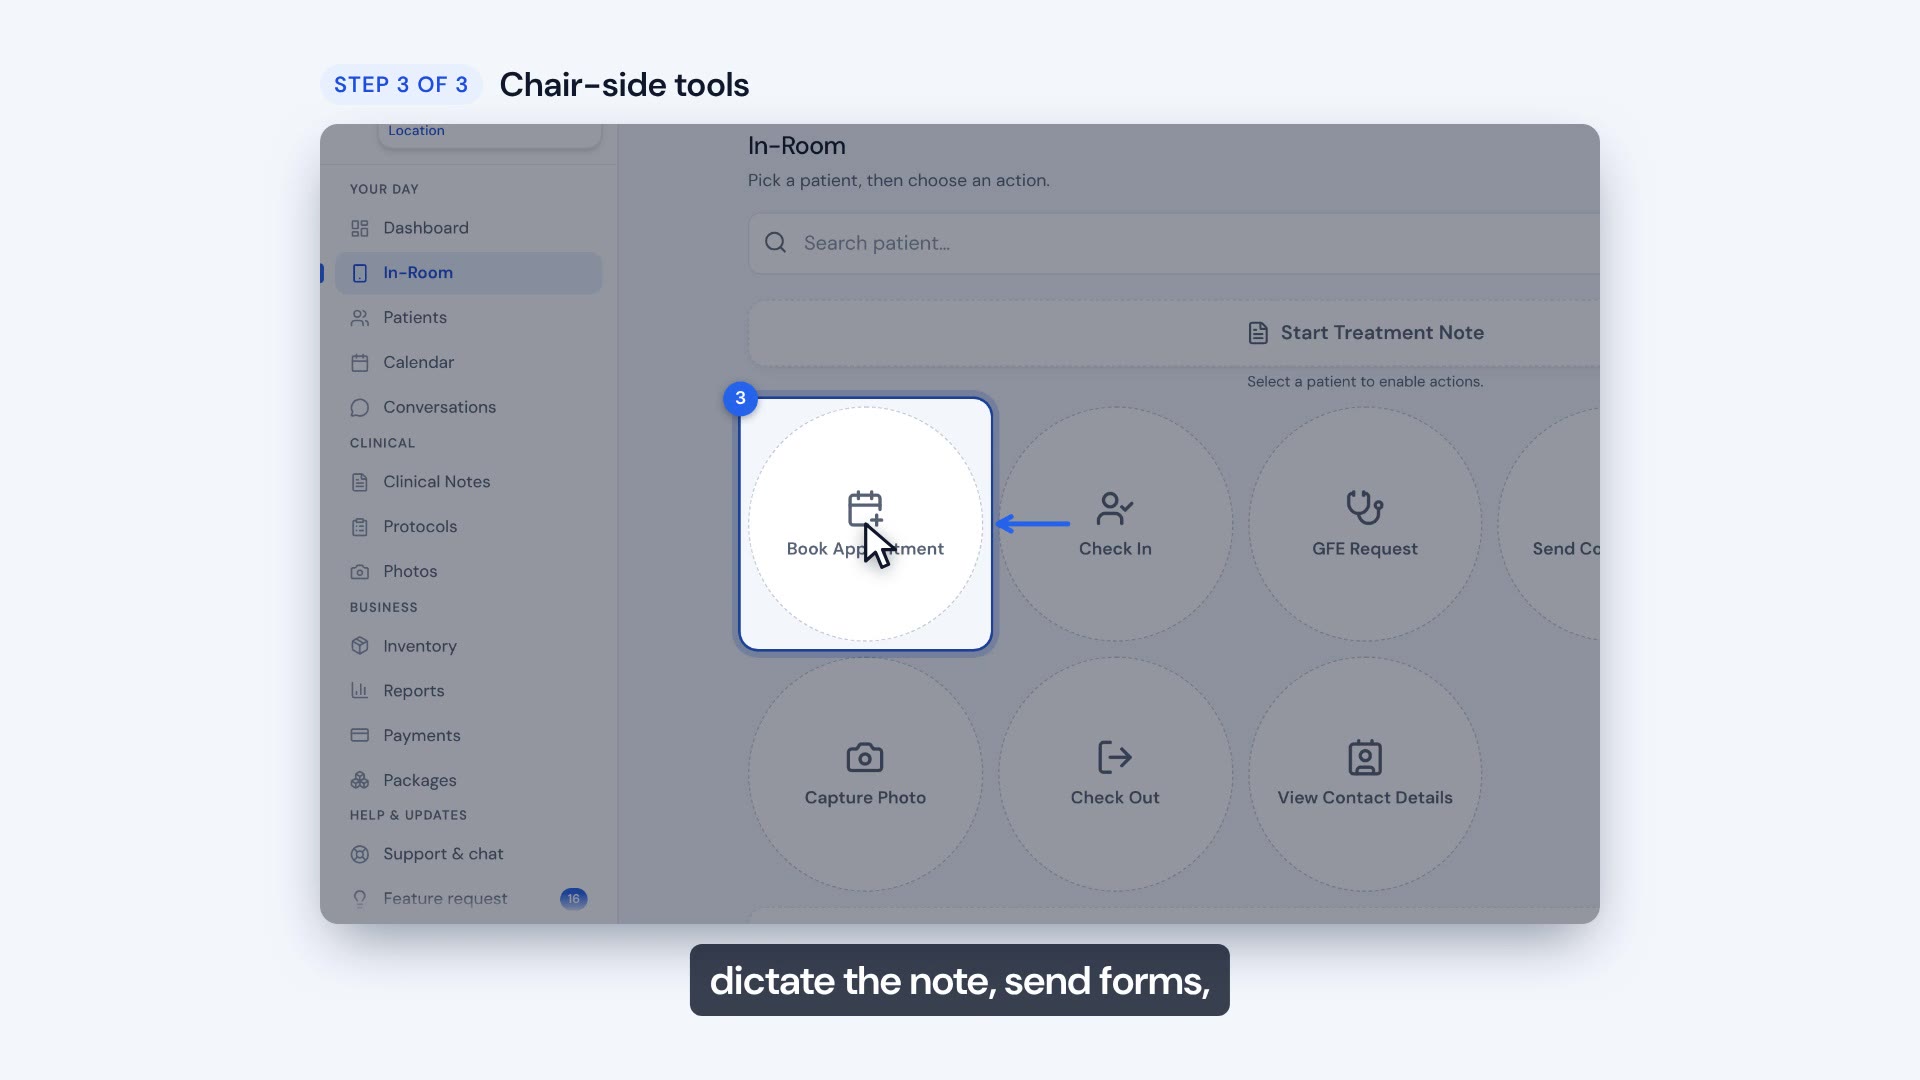 STEP 3 OF 3
Chair-side tools
Location
YOUR DAY
Dashboard
In-Room
Patients
Calendar
Conversations
CLINICAL
Clinical Notes
Protocols
Photos
BUSINESS
Inventory
Reports
Payments
Packages
HELP & UPDATES
Support & chat
Feature request
16
In-Room
Pick a patient, then choose an action.
Search patient...
Start Treatment Note
Select a patient to enable actions.
3
Book
Check In
GFE Request
Send
Capture Photo
Check Out
View Contact Details
dictate the note, send forms,